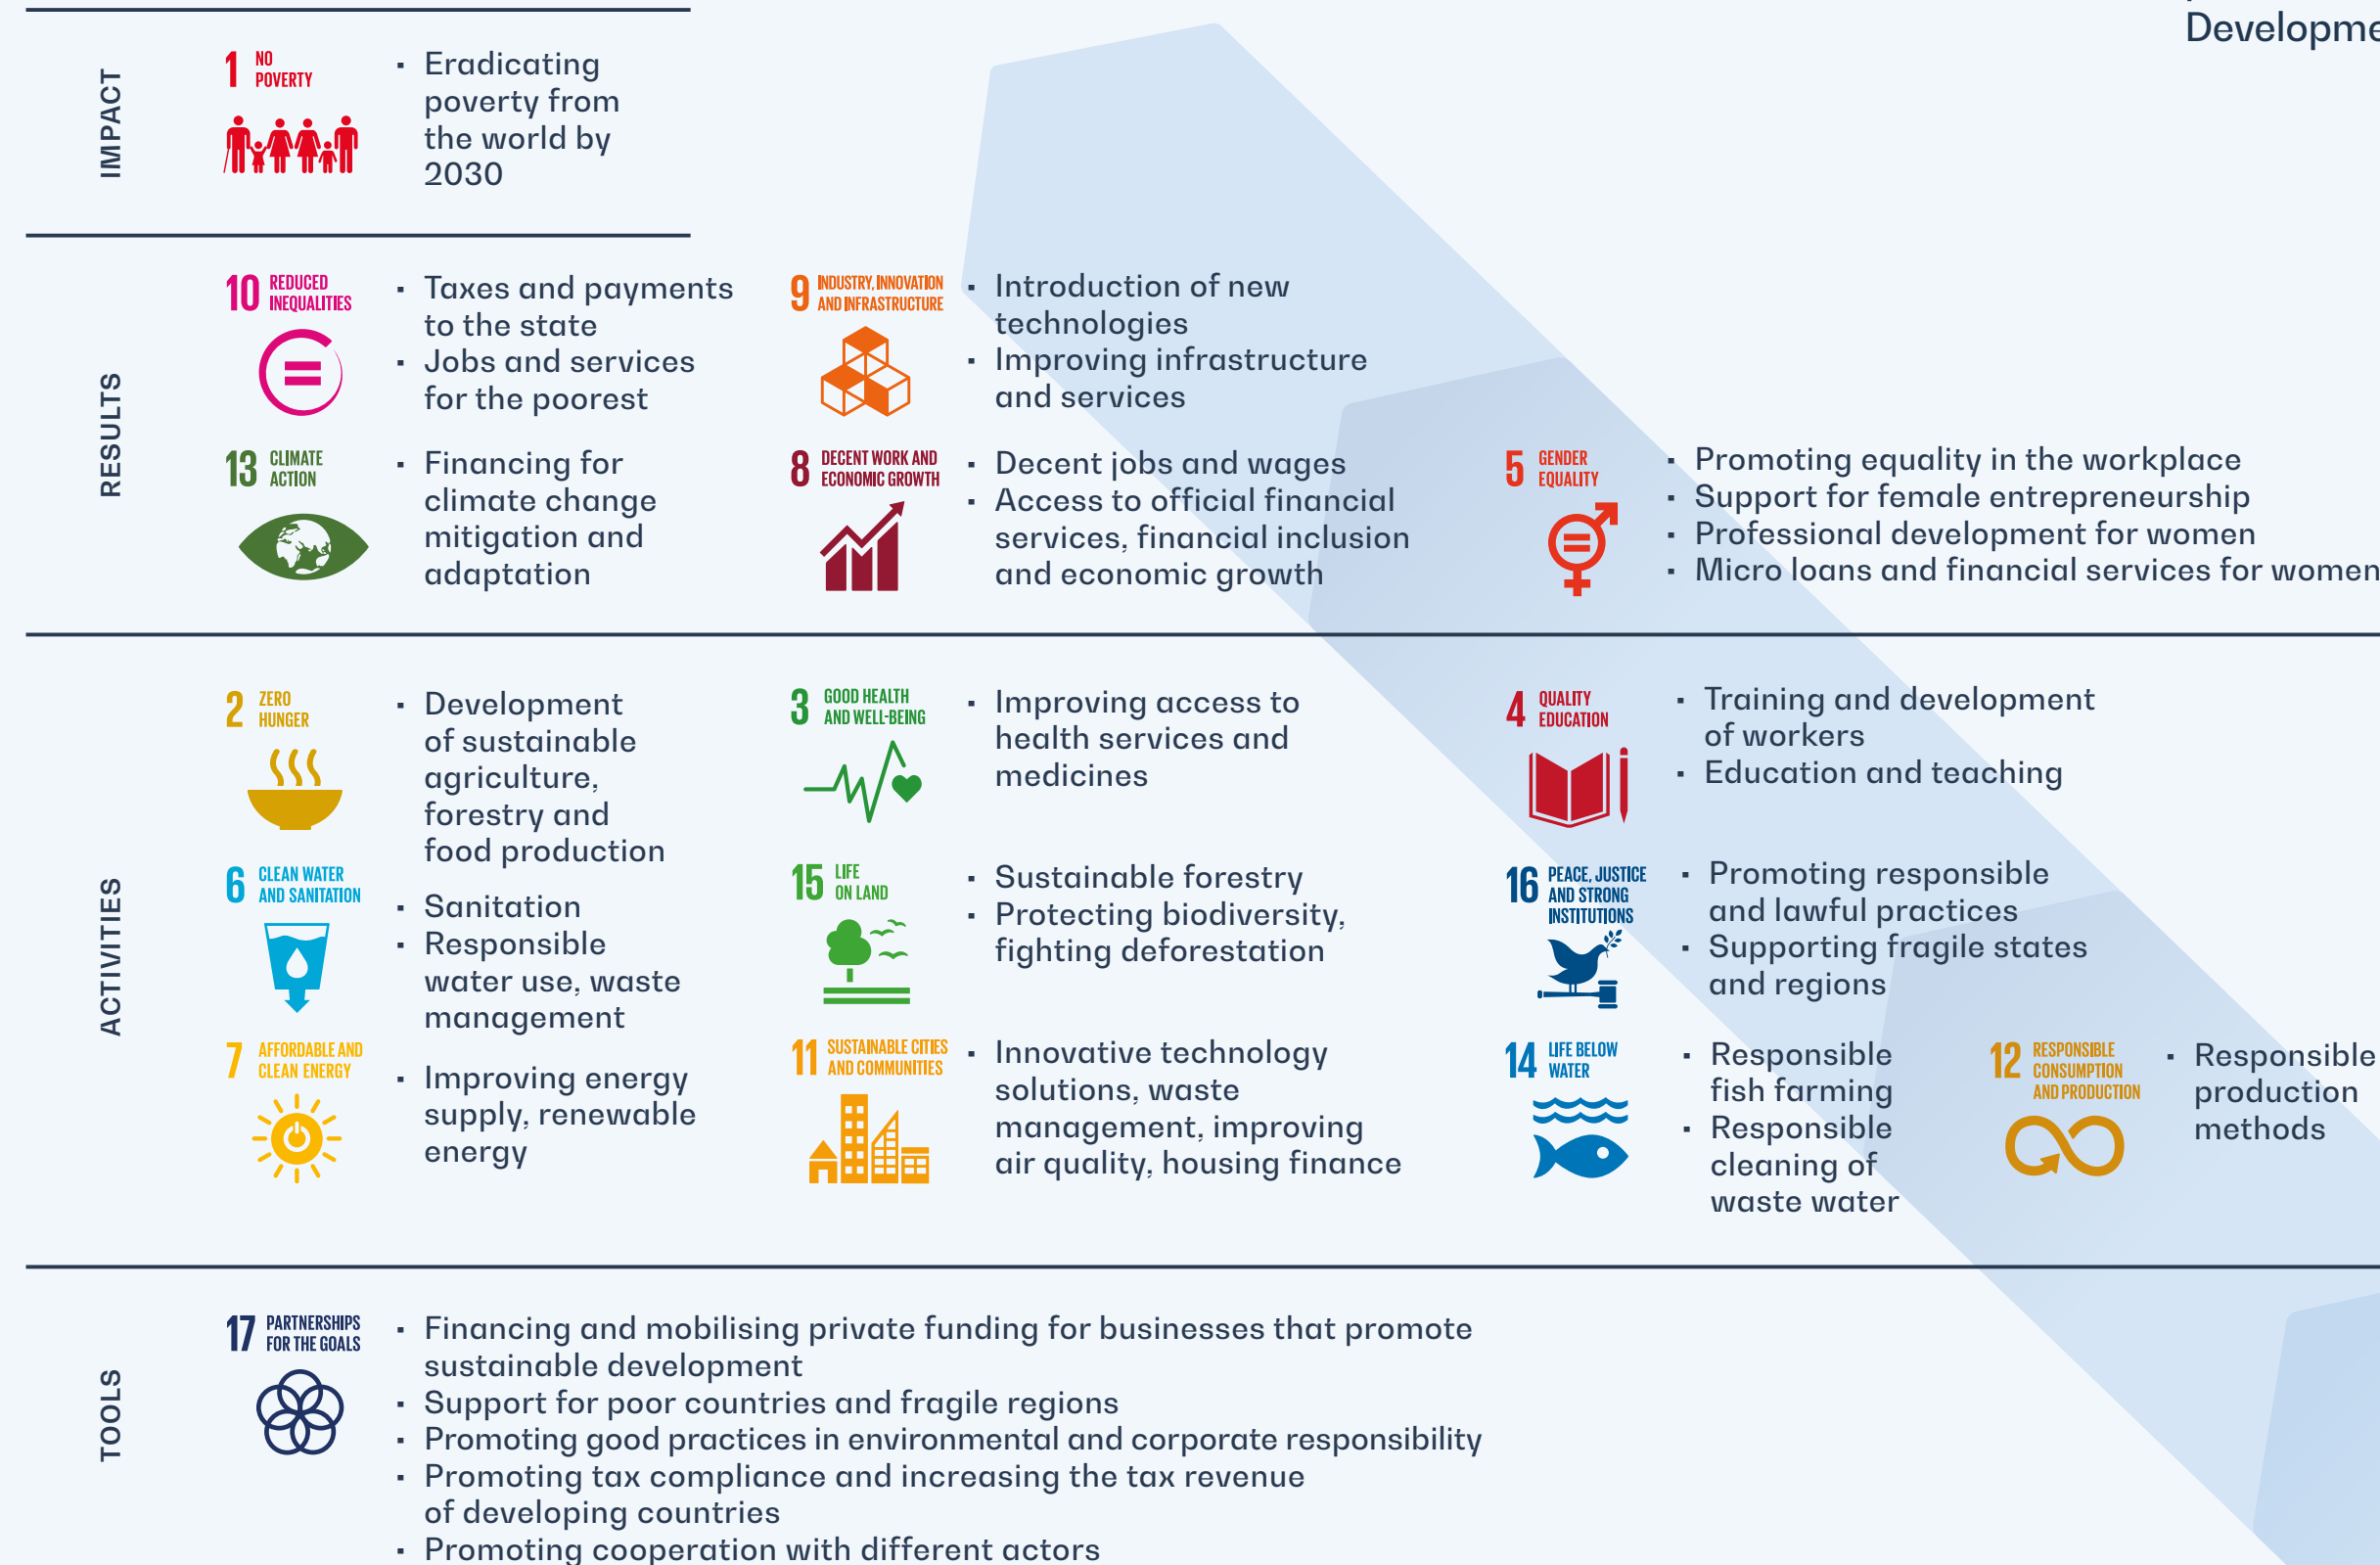 Developme
IMPACT
1 NO
POVERTY
· Eradicating
poverty from
the world by
2030
RESULTS
10 REDUCED
INEQUALITIES
· Taxes and payments
to the state
· Jobs and services
for the poorest
9 INDUSTRY, INNOVATION
AND INFRASTRUCTURE
· Introduction of new
technologies
· Improving infrastructure
and services
13 CLIMATE
ACTION
· Financing for
climate change
mitigation and
adaptation
8 DECENT WORK AND
ECONOMIC GROWTH
· Decent jobs and wages
· Access to official financial
services, financial inclusion
and economic growth
5 GENDER
EQUALITY
· Promoting equality in the workplace
· Support for female entrepreneurship
· Professional development for women
· Micro loans and financial services for women
ACTIVITIES
2 ZERO
HUNGER
· Development
of sustainable
agriculture,
forestry and
food production
3 GOOD HEALTH
AND WELL-BEING
· Improving access to
health services and
medicines
4 QUALITY
EDUCATION
· Training and development
of workers
· Education and teaching
6 CLEAN WATER
AND SANITATION
· Sanitation
· Responsible
water use, waste
management
15 LIFE
ON LAND
· Sustainable forestry
· Protecting biodiversity,
fighting deforestation
16 PEACE, JUSTICE
AND STRONG
INSTITUTIONS
· Promoting responsible
and lawful practices
· Supporting fragile states
and regions
7 AFFORDABLE AND
CLEAN ENERGY
· Improving energy
supply, renewable
energy
11 SUSTAINABLE CITIES
AND COMMUNITIES
· Innovative technology
solutions, waste
management, improving
air quality, housing finance
14 LIFE BELOW
WATER
· Responsible
fish farming
· Responsible
cleaning of
waste water
12 RESPONSIBLE
CONSUMPTION
AND PRODUCTION
· Responsible
production
methods
TOOLS
17 PARTNERSHIPS
FOR THE GOALS
· Financing and mobilising private funding for businesses that promote
sustainable development
· Support for poor countries and fragile regions
· Promoting good practices in environmental and corporate responsibility
· Promoting tax compliance and increasing the tax revenue
of developing countries
· Promoting cooperation with different actors